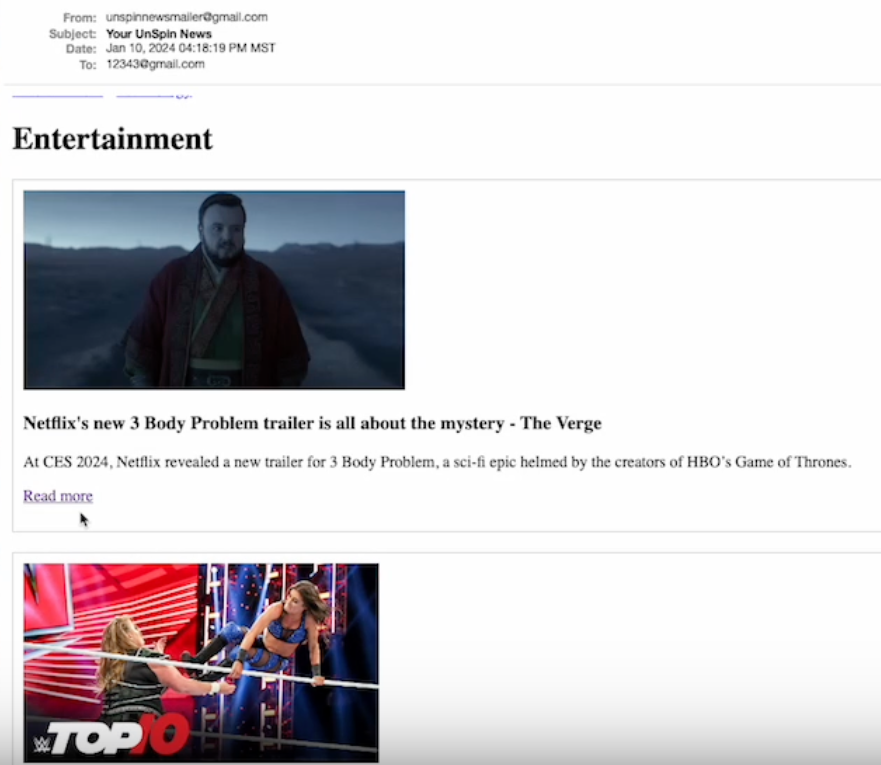 From: unspinnewsmailer@gmail.com
Subject: Your UnSpin News
Date: Jan 10, 2024 04:18:19 PM MST
To: 12343@gmail.com
Entertainment
Netflix's new 3 Body Problem trailer is all about the mystery - The Verge
At CES 2024, Netflix revealed a new trailer for 3 Body Problem, a sci-fi epic helmed by the creators of HBO’s Game of Thrones.
Read more
W TOP10